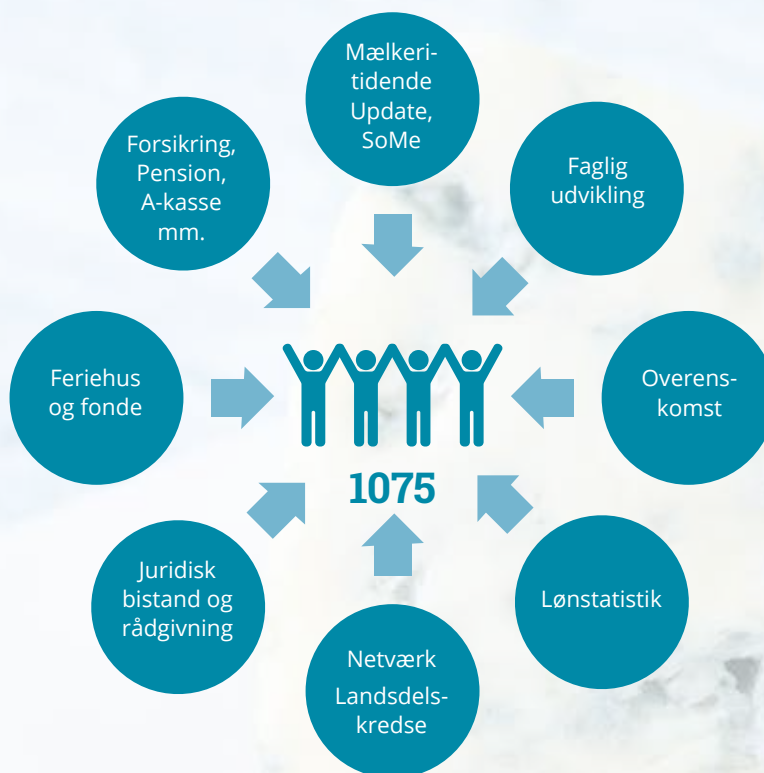 Mælkeri-
tidende
Update,
SoMe
Forsikring,
Pension,
A-kasse
mm.
Faglig
udvikling
Feriehus
og fonde
Overens-
komst
1075
Juridisk
bistand og
rådgivning
Lønstatistik
Netværk
Landsdels-
kredse